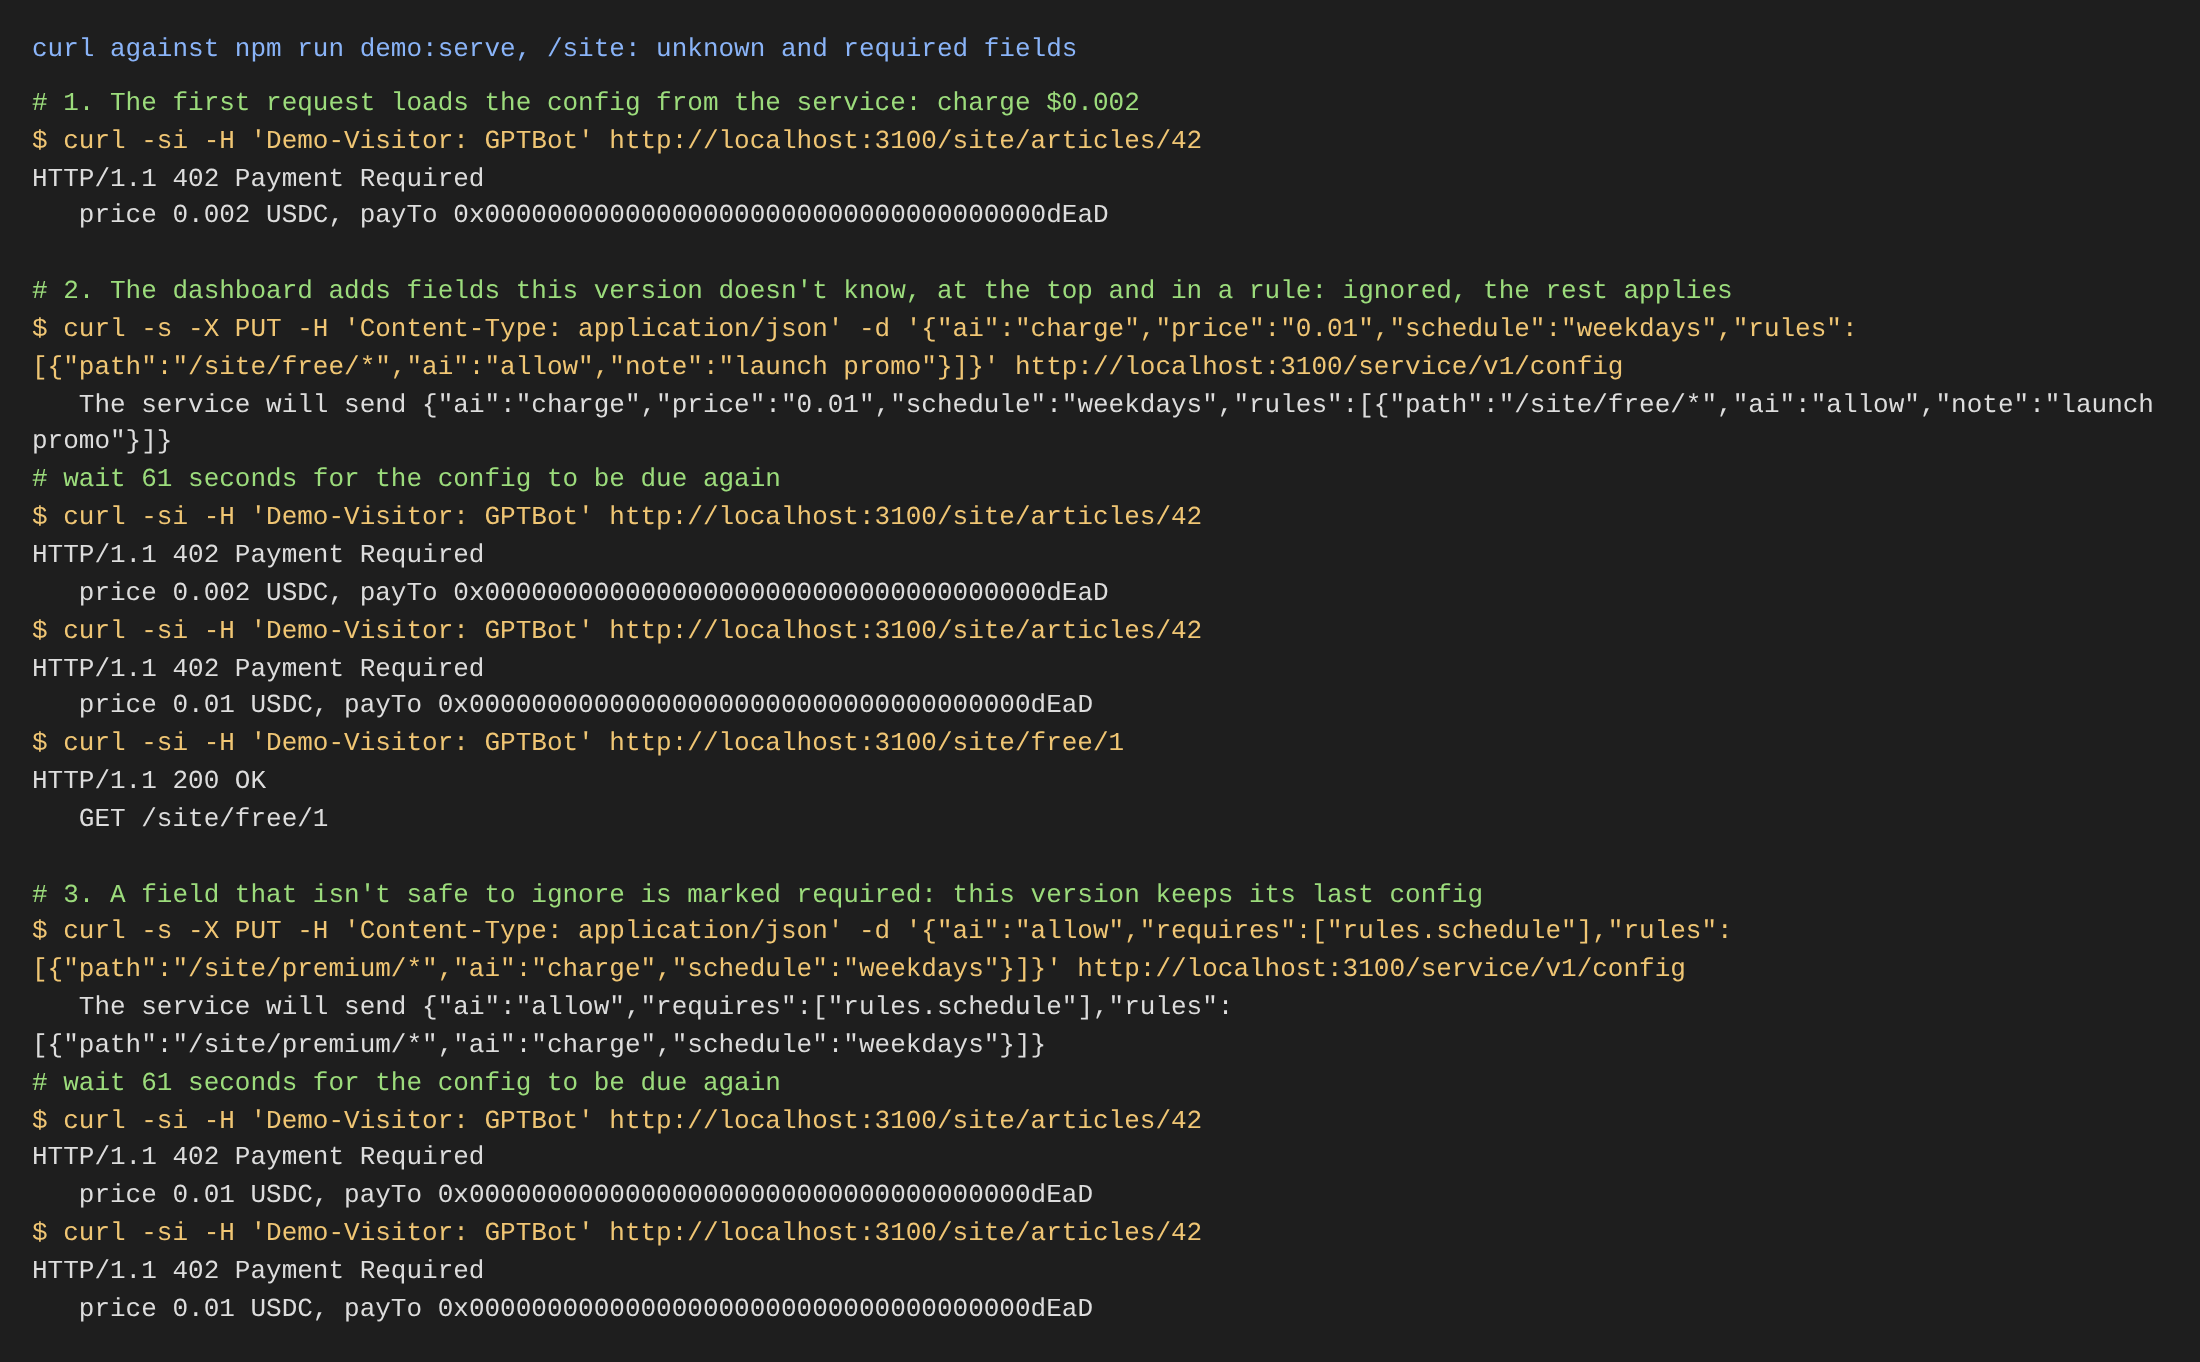 curl against npm run demo:serve, /site: unknown and required fields
# 1. The first request loads the config from the service: charge $0.002
$ curl -si -H 'Demo-Visitor: GPTBot' http://localhost:3100/site/articles/42
HTTP/1.1 402 Payment Required
   price 0.002 USDC, payTo 0x000000000000000000000000000000000000dEaD

# 2. The dashboard adds fields this version doesn't know, at the top and in a rule: ignored, the rest applies
$ curl -s -X PUT -H 'Content-Type: application/json' -d '{"ai":"charge","price":"0.01","schedule":"weekdays","rules":
[{"path":"/site/free/*","ai":"allow","note":"launch promo"}]}' http://localhost:3100/service/v1/config
   The service will send {"ai":"charge","price":"0.01","schedule":"weekdays","rules":[{"path":"/site/free/*","ai":"allow","note":"launch
promo"}]}
# wait 61 seconds for the config to be due again
$ curl -si -H 'Demo-Visitor: GPTBot' http://localhost:3100/site/articles/42
HTTP/1.1 402 Payment Required
   price 0.002 USDC, payTo 0x000000000000000000000000000000000000dEaD
$ curl -si -H 'Demo-Visitor: GPTBot' http://localhost:3100/site/articles/42
HTTP/1.1 402 Payment Required
   price 0.01 USDC, payTo 0x000000000000000000000000000000000000dEaD
$ curl -si -H 'Demo-Visitor: GPTBot' http://localhost:3100/site/free/1
HTTP/1.1 200 OK
   GET /site/free/1

# 3. A field that isn't safe to ignore is marked required: this version keeps its last config
$ curl -s -X PUT -H 'Content-Type: application/json' -d '{"ai":"allow","requires":["rules.schedule"],"rules":
[{"path":"/site/premium/*","ai":"charge","schedule":"weekdays"}]}' http://localhost:3100/service/v1/config
   The service will send {"ai":"allow","requires":["rules.schedule"],"rules":
[{"path":"/site/premium/*","ai":"charge","schedule":"weekdays"}]}
# wait 61 seconds for the config to be due again
$ curl -si -H 'Demo-Visitor: GPTBot' http://localhost:3100/site/articles/42
HTTP/1.1 402 Payment Required
   price 0.01 USDC, payTo 0x000000000000000000000000000000000000dEaD
$ curl -si -H 'Demo-Visitor: GPTBot' http://localhost:3100/site/articles/42
HTTP/1.1 402 Payment Required
   price 0.01 USDC, payTo 0x000000000000000000000000000000000000dEaD